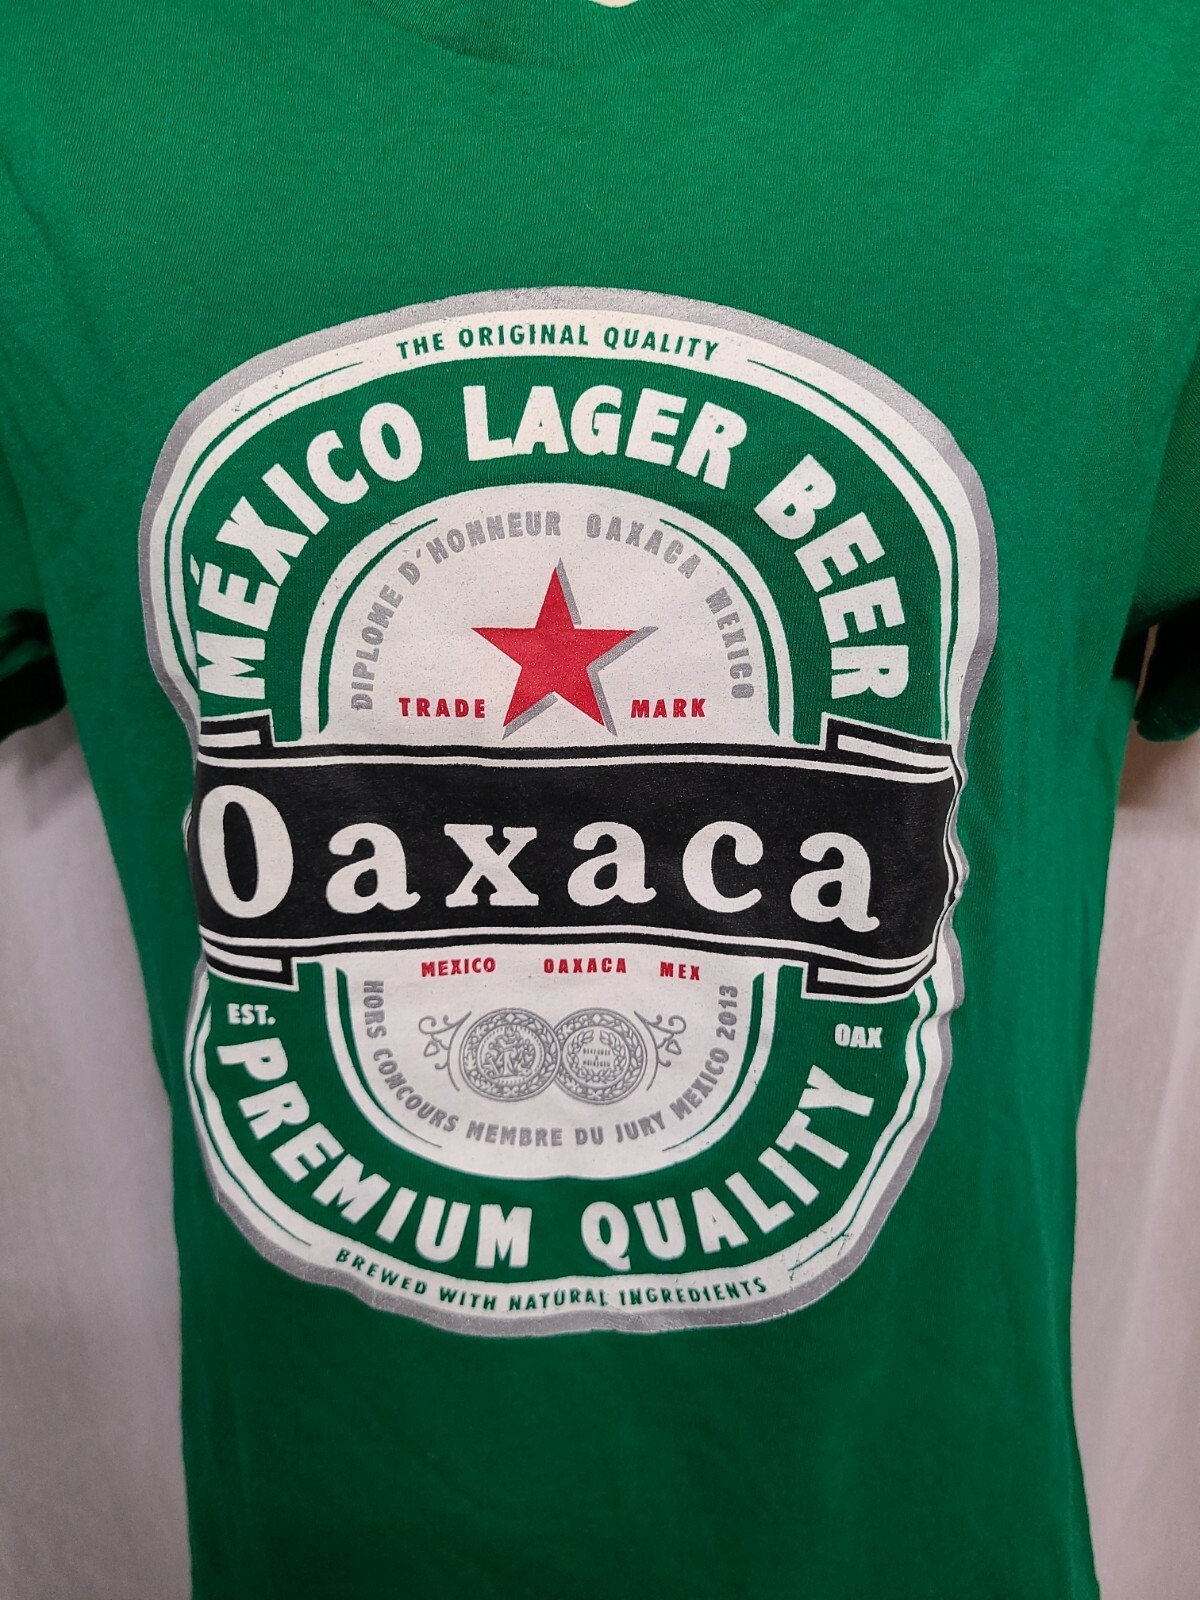 THE ORIGINAL QUALITY
MÉXICO LAGER BEER
DIPLOME D'HONNEUR OAXACA MEXICO
TRADE MARK
Oaxaca
MEXICO OAXACA MEX
HORS CONCOURS MEMBRE DU JURY MEXICO 2013
EST. OAX
PREMIUM QUALITY
BREWED WITH NATURAL INGREDIENTS